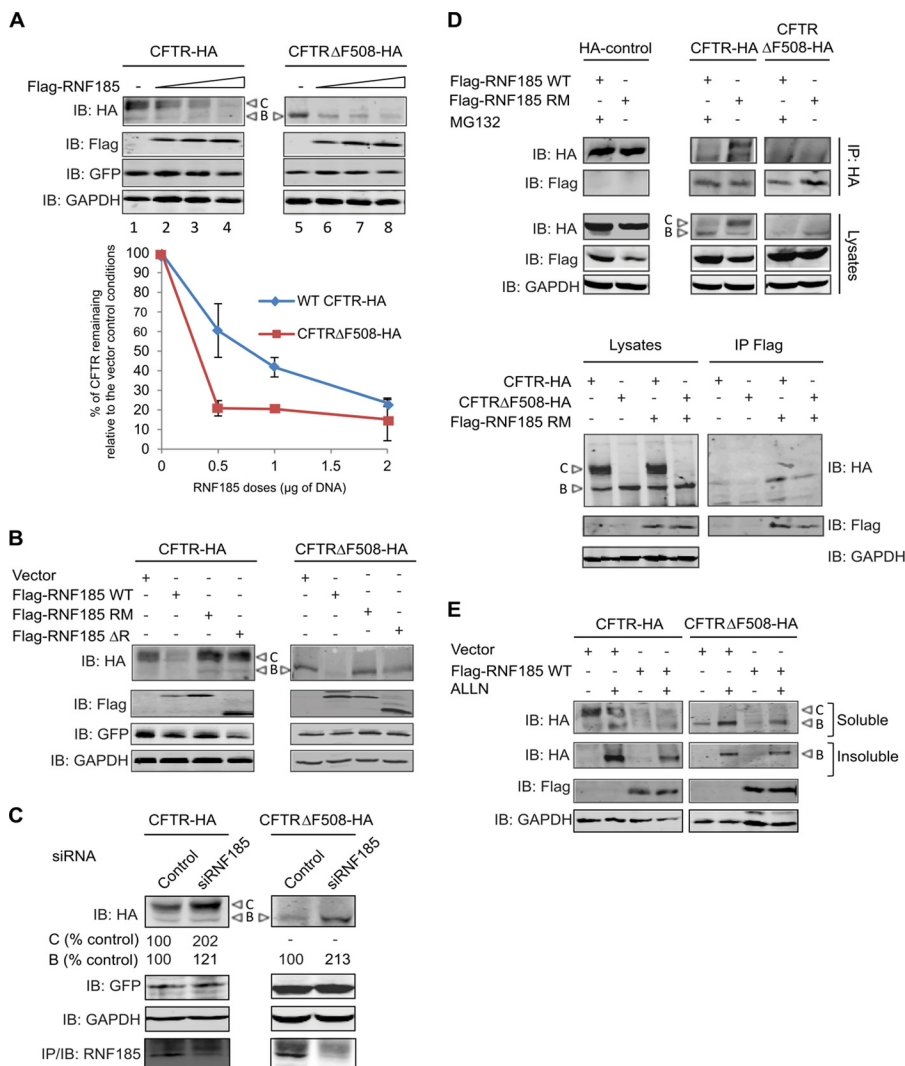 A
CFTR-HA
CFTRΔF508-HA
Flag-RNF185
-
-
IB: HA
C
B
IB: Flag
IB: GFP
IB: GAPDH
1 2 3 4 5 6 7 8
100
90
80
70
60
50
40
30
20
10
0
% of CFTR remainaing
relative to the vector control conditions
WT CFTR-HA
CFTRΔF508-HA
0 0.5 1 2
RNF185 doses (µg of DNA)
B
CFTR-HA
CFTRΔF508-HA
Vector + - - - + - - -
Flag-RNF185 WT - + - - - + - -
Flag-RNF185 RM - - + - - - + -
Flag-RNF185 ΔR - - - + - - - +
IB: HA
C
B
IB: Flag
IB: GFP
IB: GAPDH
C
CFTR-HA
CFTRΔF508-HA
siRNA
Control
siRNF185
Control
siRNF185
IB: HA
C
B
C (% control) 100 202 - -
B (% control) 100 121 100 213
IB: GFP
IB: GAPDH
IP/IB: RNF185
D
HA-control
CFTR-HA
CFTR
ΔF508-HA
Flag-RNF185 WT + - + - + -
Flag-RNF185 RM - + - + - +
MG132 + - + - + -
IB: HA
IB: Flag
IP: HA
IB: HA
C
B
IB: Flag
IB: GAPDH
Lysates
Lysates
IP Flag
CFTR-HA + - + - + - + -
CFTRΔF508-HA - + - + - + - +
Flag-RNF185 RM - - + + - - + +
C
B
IB: HA
IB: Flag
IB: GAPDH
E
CFTR-HA
CFTRΔF508-HA
Vector + + - - + + - -
Flag-RNF185 WT - - + + - - + +
ALLN - + - + - + - +
IB: HA
C
B
Soluble
IB: HA
B
Insoluble
IB: Flag
IB: GAPDH